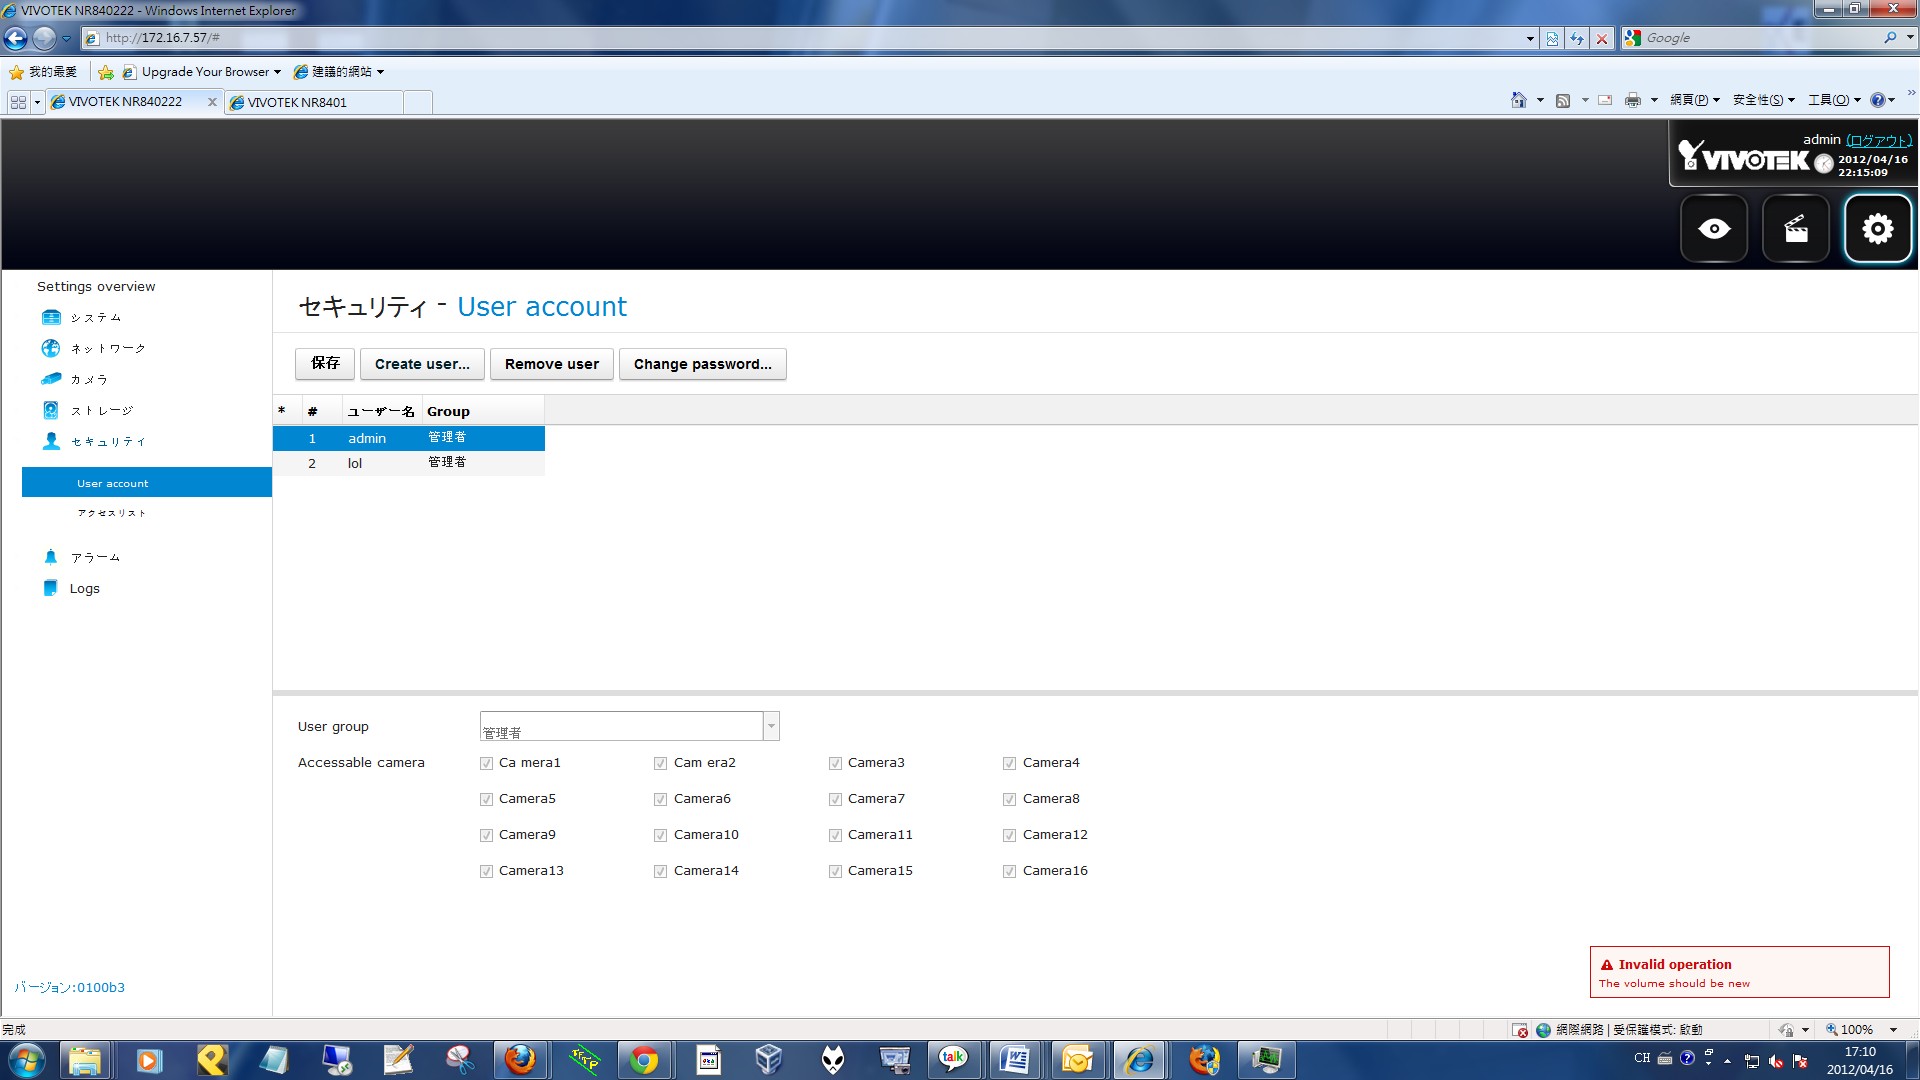 VIVOTEK NR840222 - Windows Internet Explorer
http://172.16.7.57/#
Google
我的最愛
Upgrade Your Browser
建議的網站
VIVOTEK NR840222
VIVOTEK NR8401
網頁(P)
安全性(S)
工具(O)
admin (ログアウト)
VIVOTEK
2012/04/16
22:15:09
Settings overview
システム
ネットワーク
カメラ
ストレージ
セキュリティ
User account
アクセスリスト
アラーム
Logs
バージョン:0100b3
セキュリティ - User account
保存
Create user...
Remove user
Change password...
* # ユーザー名 Group
1 admin 管理者
2 lol 管理者
User group 管理者
Accessable camera Ca mera1 Cam era2 Camera3 Camera4
Camera5 Camera6 Camera7 Camera8
Camera9 Camera10 Camera11 Camera12
Camera13 Camera14 Camera15 Camera16
Invalid operation
The volume should be new
完成
網際網路 | 受保護模式: 啟動
100%
talk
CH
17:10
2012/04/16